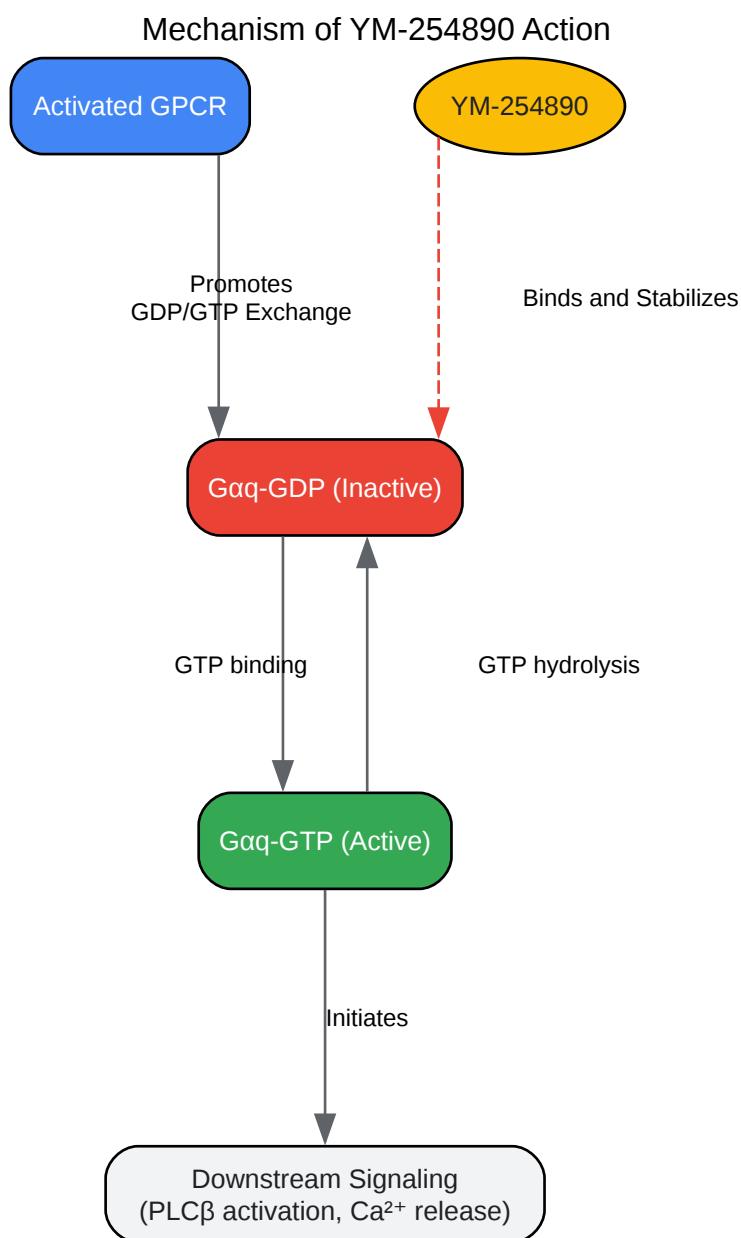 Mechanism of YM-254890 Action
Activated GPCR
YM-254890
Promotes
GDP/GTP Exchange
Binds and Stabilizes
Gαq-GDP (Inactive)
GTP binding
GTP hydrolysis
Gαq-GTP (Active)
Initiates
Downstream Signaling
(PLCβ activation, Ca²⁺ release)